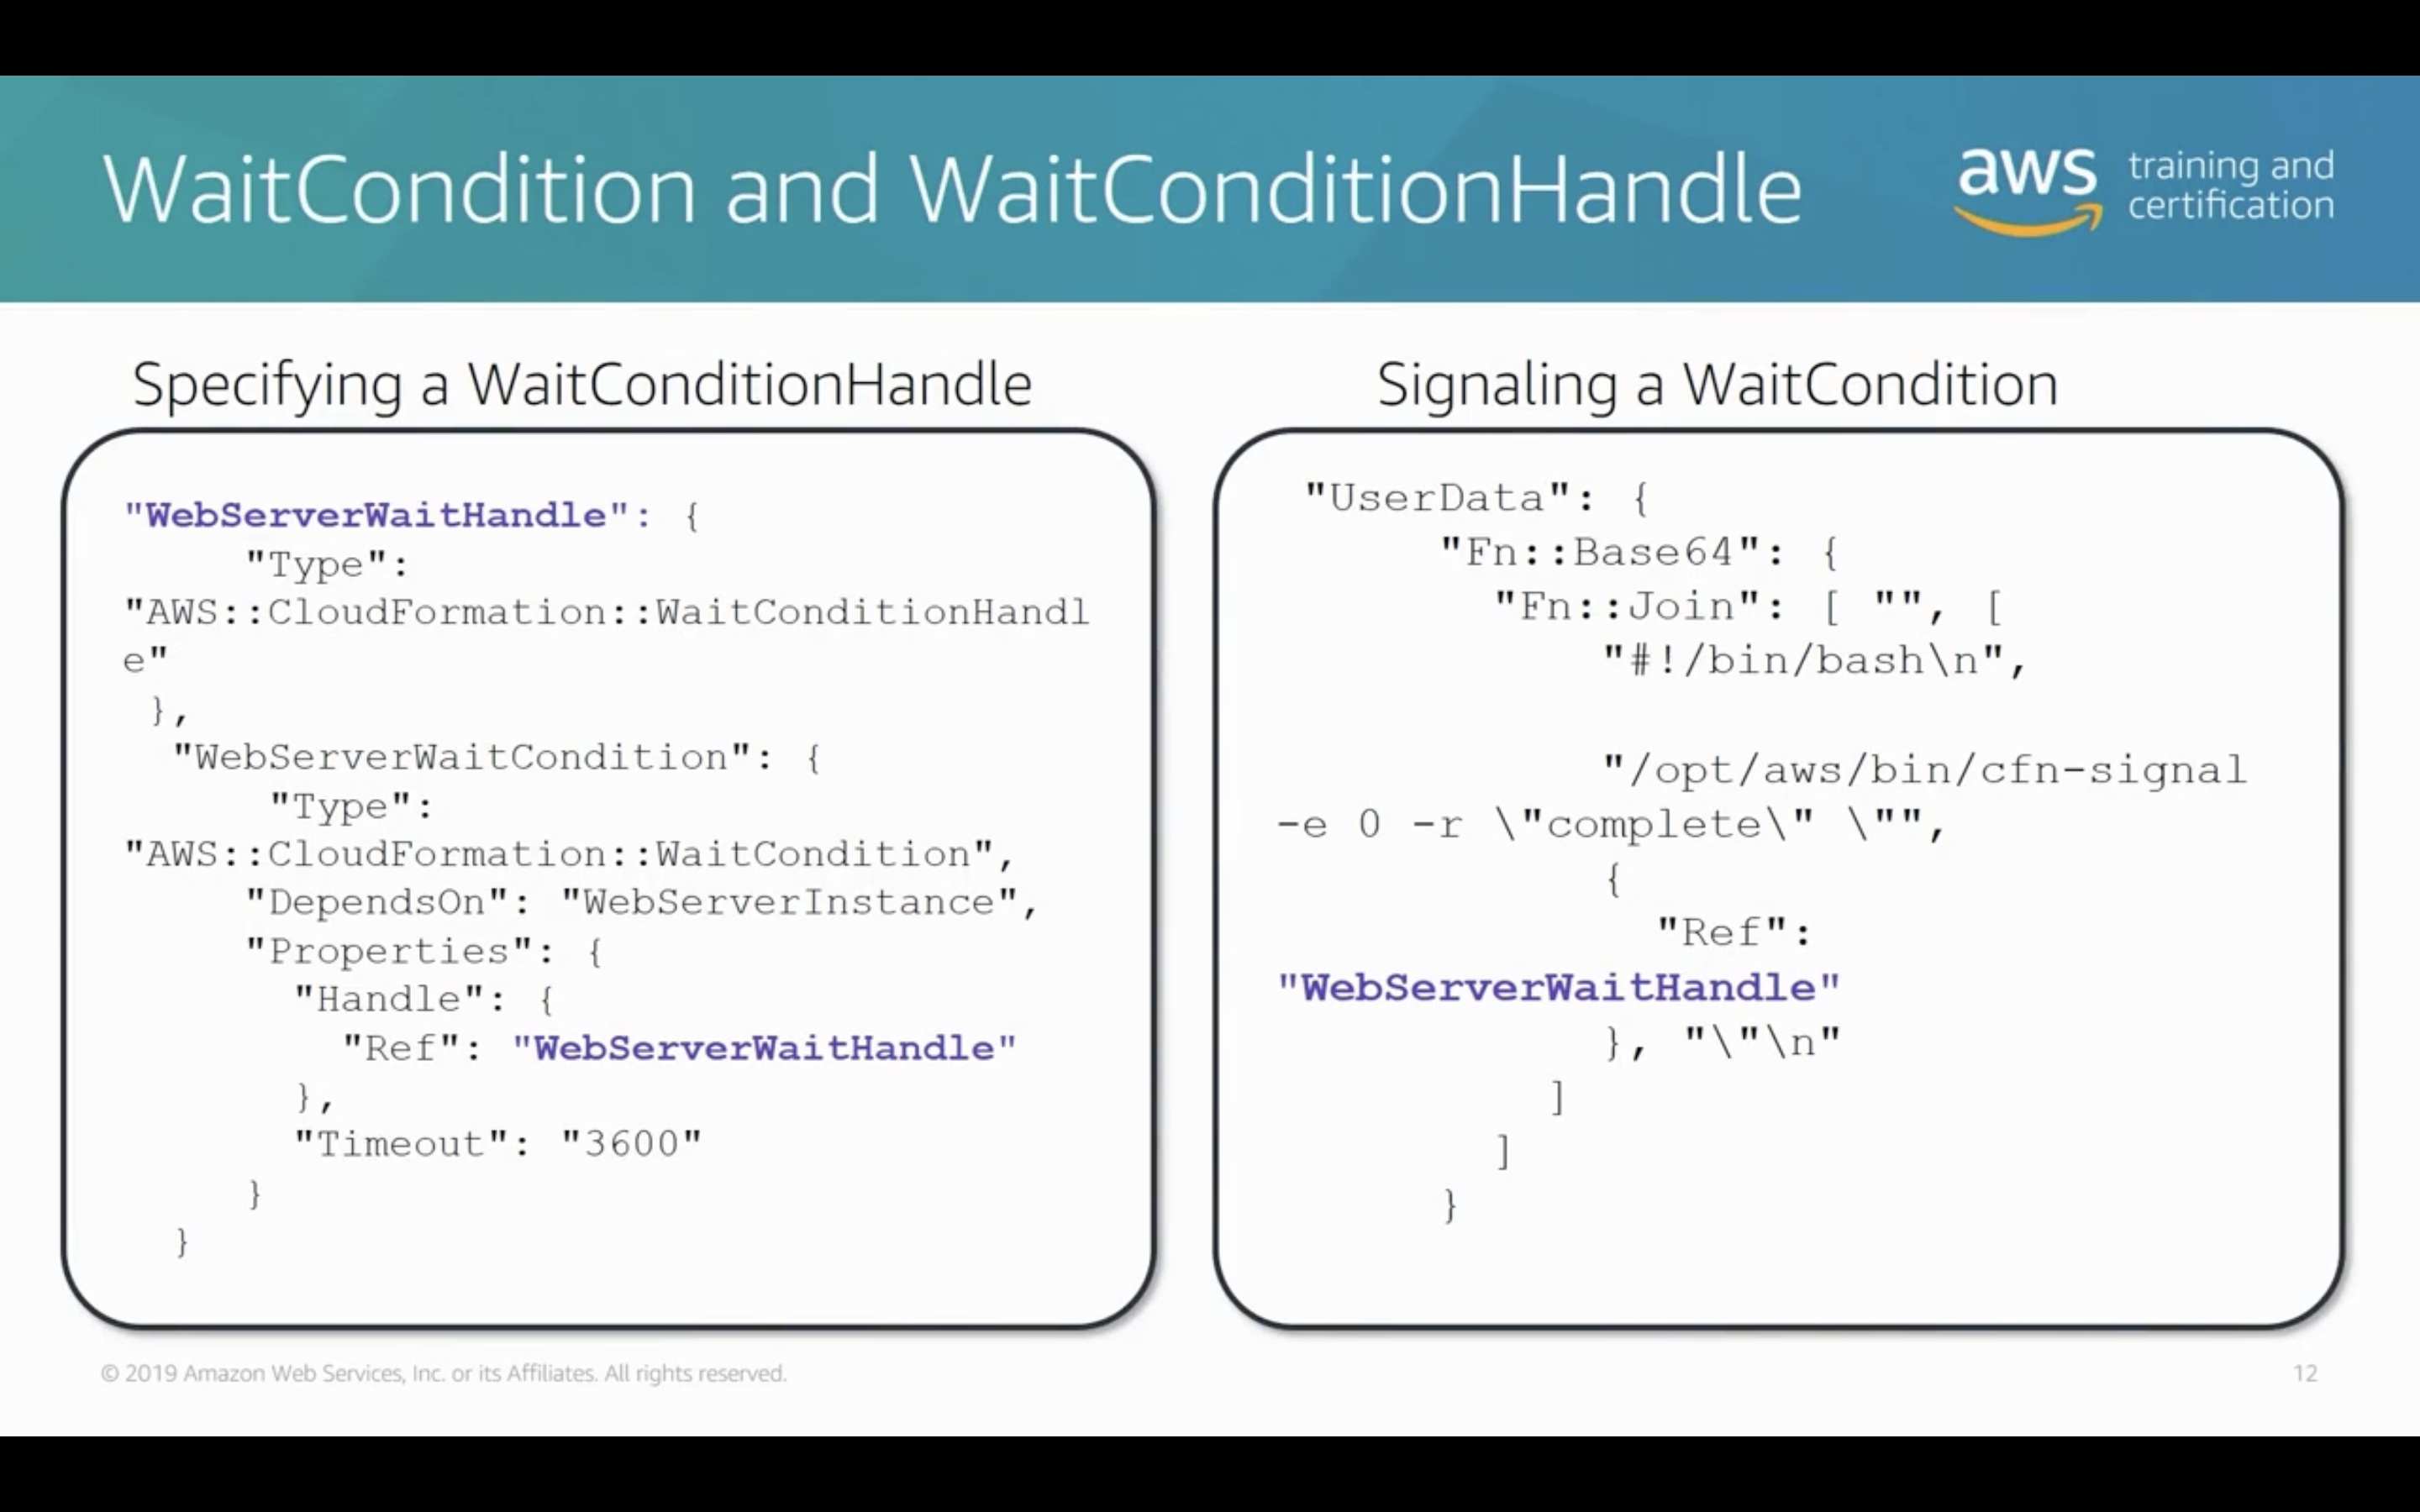 WaitCondition and WaitConditionHandle
aws training and
certification
Specifying a WaitConditionHandle
"WebServerWaitHandle": {
"Type":
"AWS::CloudFormation::WaitConditionHandl
e"
},
"WebServerWaitCondition": {
"Type":
"AWS::CloudFormation::WaitCondition",
"DependsOn": "WebServerInstance",
"Properties": {
"Handle": {
"Ref": "WebServerWaitHandle"
},
"Timeout": "3600"
}
}
Signaling a WaitCondition
"UserData": {
"Fn::Base64": {
"Fn::Join": [ "", [
"#!/bin/bash\n",
"/opt/aws/bin/cfn-signal
-e 0 -r \"complete\" \"",
{
"Ref":
"WebServerWaitHandle"
}, "\"\n"
]
]
}
© 2019 Amazon Web Services, Inc. or its Affiliates. All rights reserved.
12